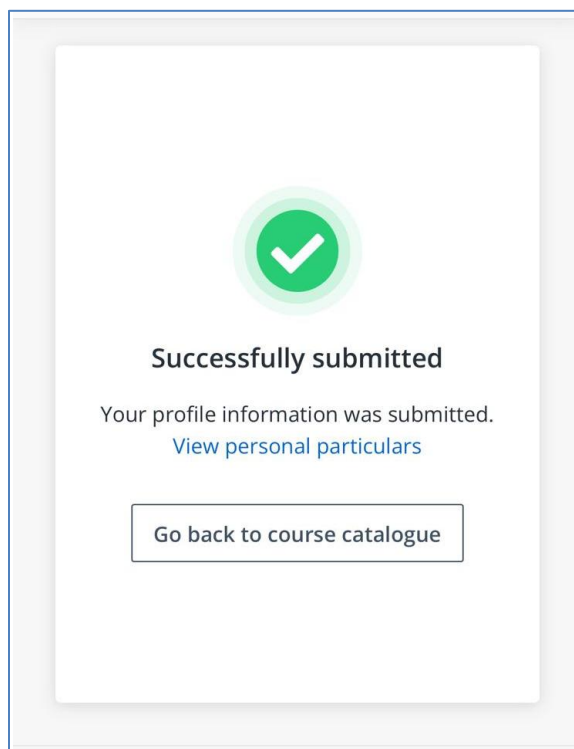 Successfully submitted
Your profile information was submitted.
View personal particulars
Go back to course catalogue